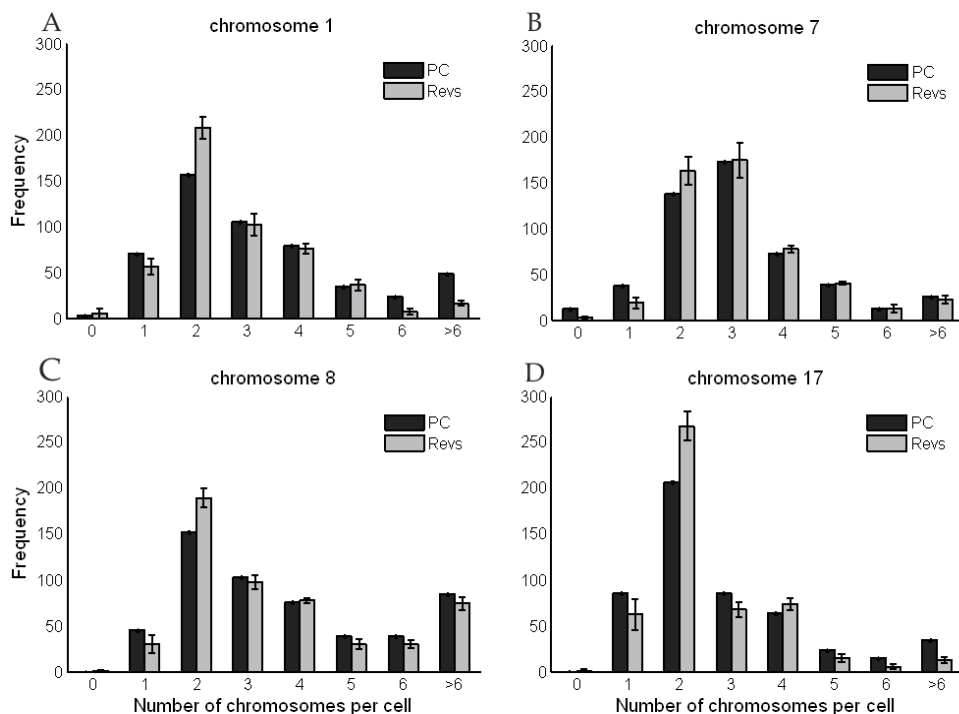 A
chromosome 1
300
250
200
150
100
50
0
Frequency
PC
Revs
0 1 2 3 4 5 6 >6
B
chromosome 7
300
250
200
150
100
50
0
PC
Revs
0 1 2 3 4 5 6 >6
C
chromosome 8
300
250
200
150
100
50
0
Frequency
PC
Revs
0 1 2 3 4 5 6 >6
Number of chromosomes per cell
D
chromosome 17
300
250
200
150
100
50
0
PC
Revs
0 1 2 3 4 5 6 >6
Number of chromosomes per cell